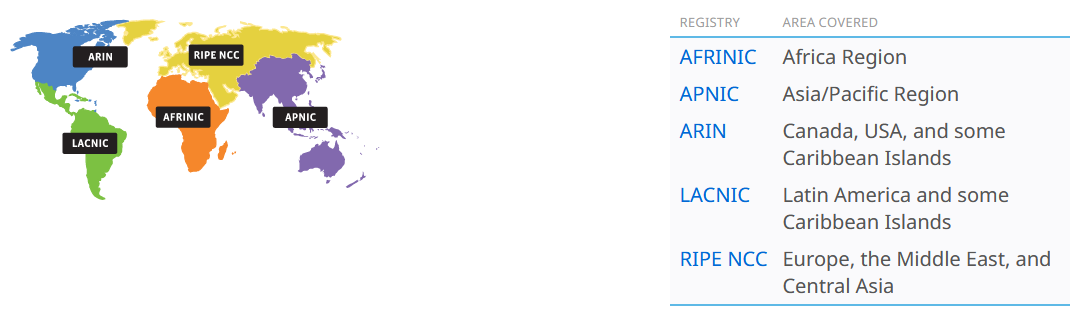 ARIN
RIPE NCC
AFRINIC
APNIC
LACNIC
REGISTRY AREA COVERED
AFRINIC Africa Region
APNIC Asia/Pacific Region
ARIN Canada, USA, and some
Caribbean Islands
LACNIC Latin America and some
Caribbean Islands
RIPE NCC Europe, the Middle East, and
Central Asia